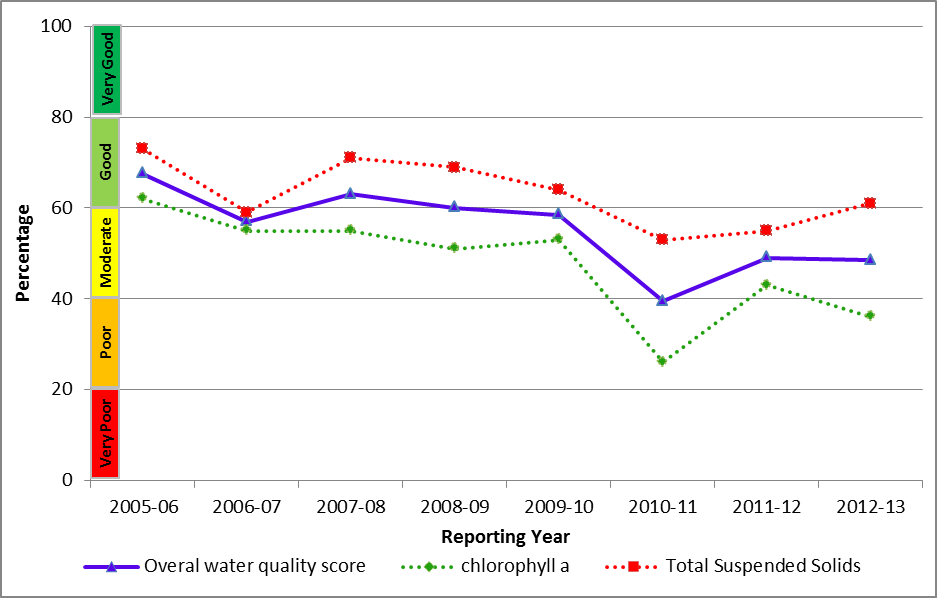 100
80
60
40
20
0
Percentage
Very Good
Good
Moderate
Poor
Very Poor
2005-06 2006-07 2007-08 2008-09 2009-10 2010-11 2011-12 2012-13
Reporting Year
Overal water quality score chlorophyll a Total Suspended Solids